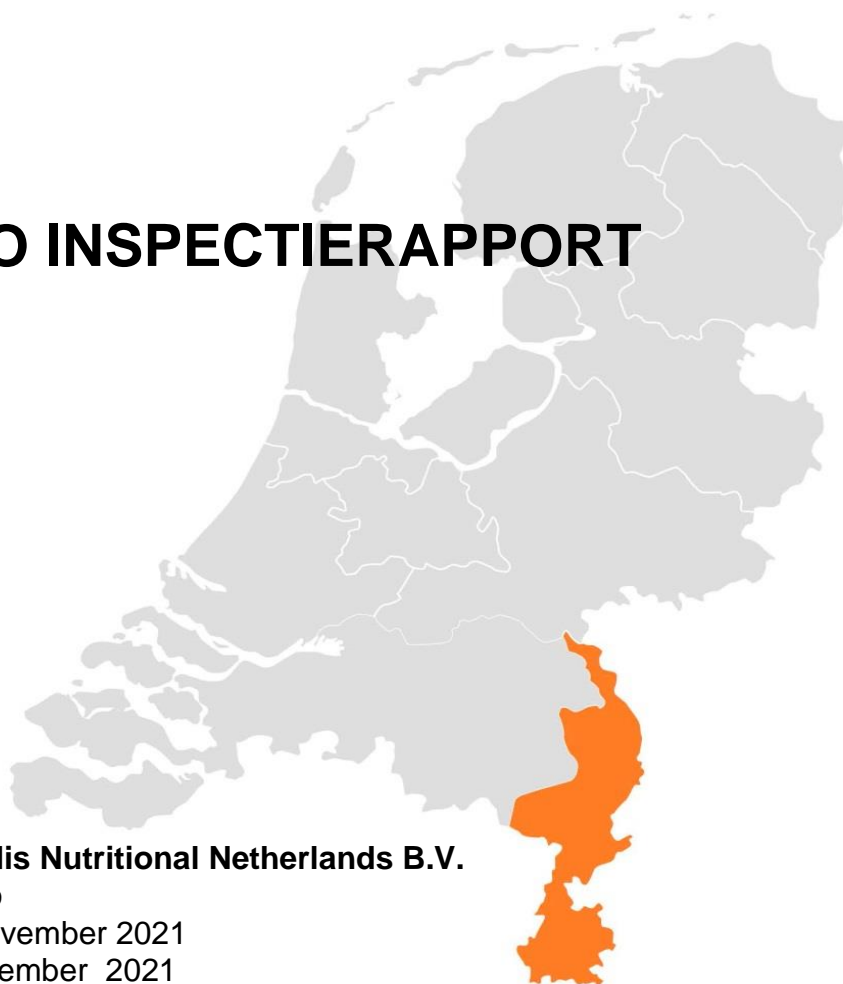 O INSPECTIERAPPORT
lis Nutritional Netherlands B.V.
vember 2021
ember 2021